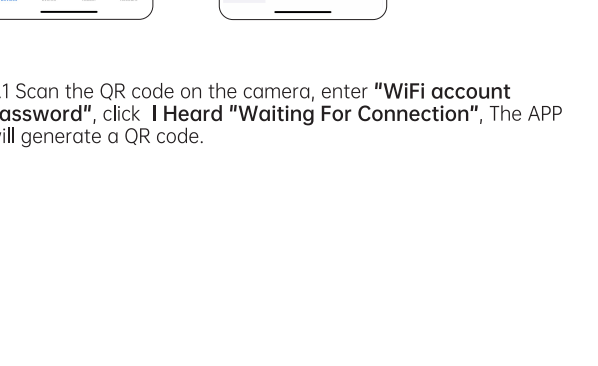 .1 Scan the QR code on the camera, enter "WiFi account
assword", click I Heard "Waiting For Connection", The APP
ill generate a QR code.